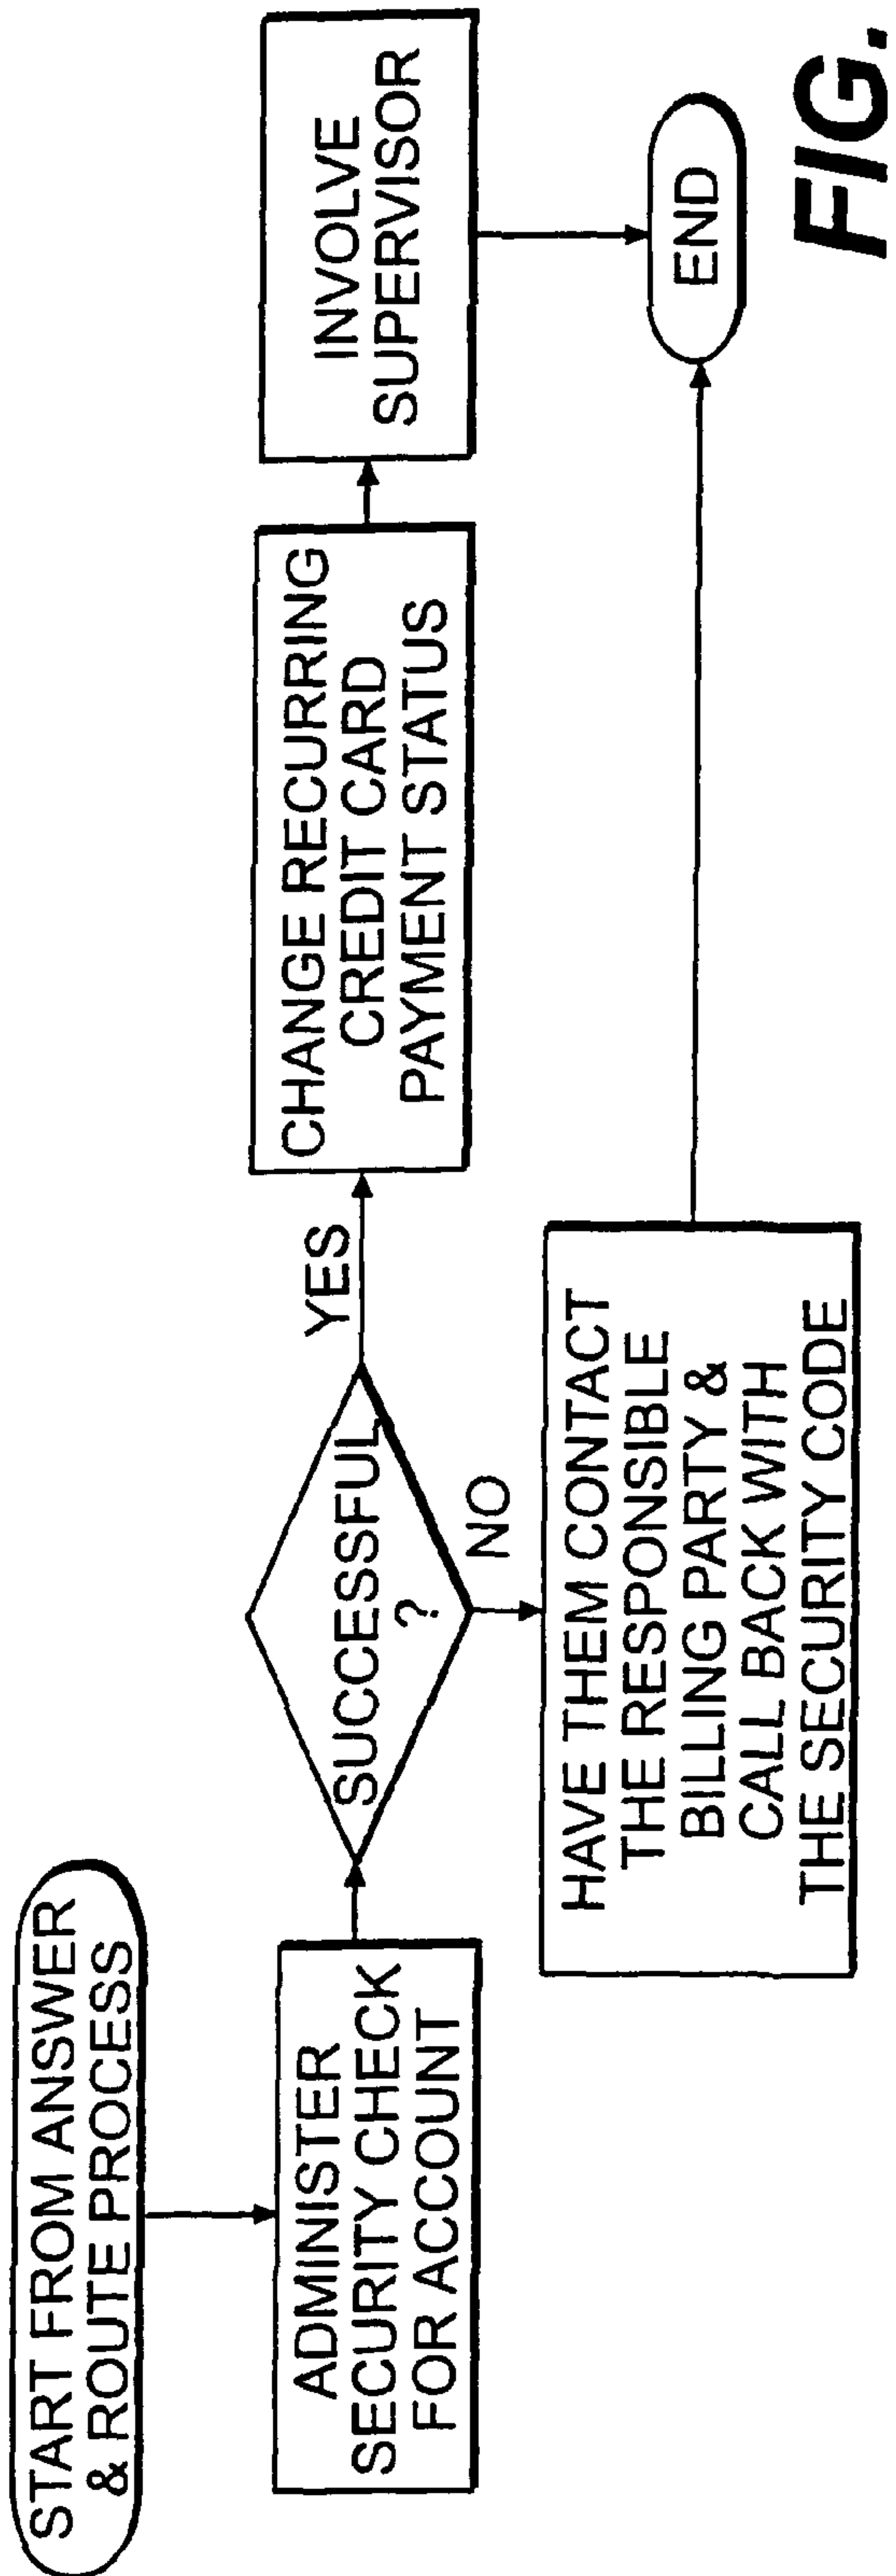 START FROM ANSWER
& ROUTE PROCESS
ADMINISTER
SECURITY CHECK
FOR ACCOUNT
SUCCESSFUL
?
YES
NO
CHANGE RECURRING
CREDIT CARD
PAYMENT STATUS
INVOLVE
SUPERVISOR
HAVE THEM CONTACT
THE RESPONSIBLE
BILLING PARTY &
CALL BACK WITH
THE SECURITY CODE
END
FIG.